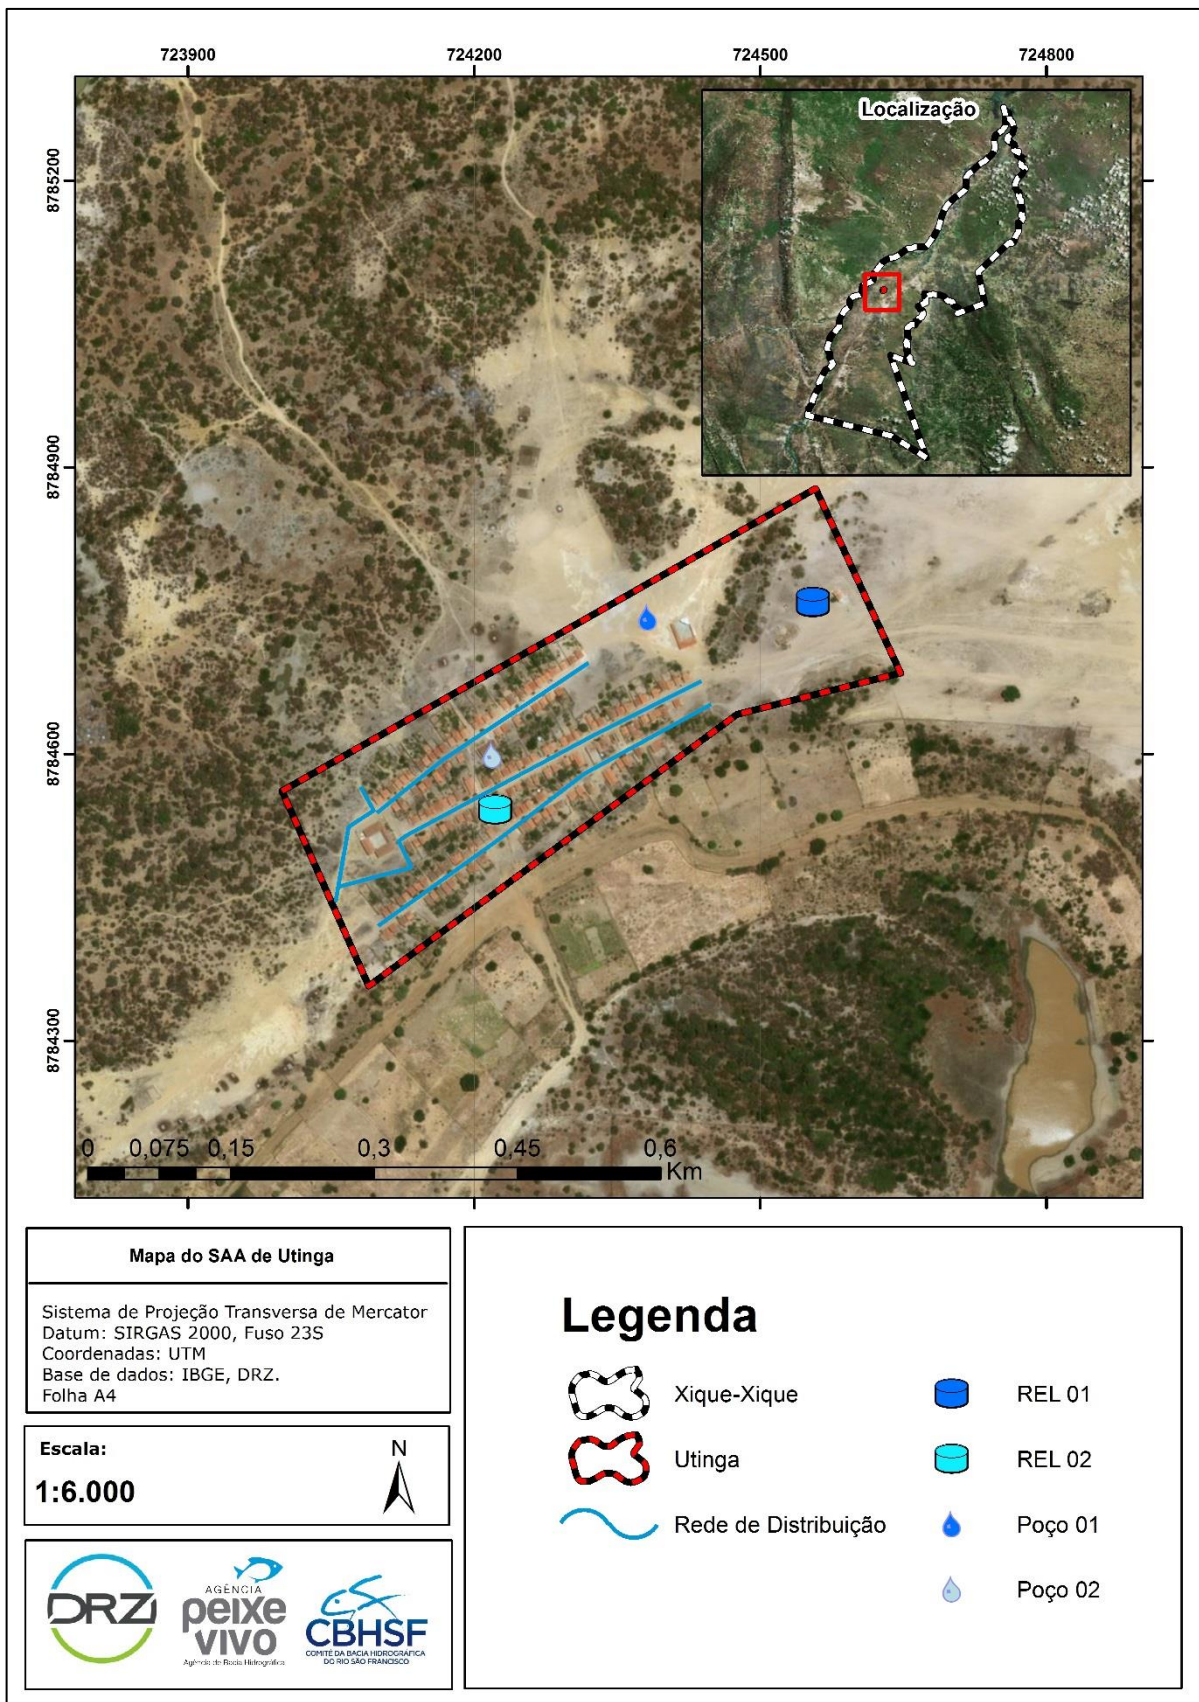 723900 724200 724500 724800
Localização
8785200
8784900
8784600
8784300
0 0,075 0,15 0,3 0,45 0,6
Km
Mapa do SAA de Utinga
Sistema de Projeção Transversa de Mercator
Datum: SIRGAS 2000, Fuso 23S
Coordenadas: UTM
Base de dados: IBGE, DRZ.
Folha A4
Escala:
1:6.000
N
DRZ
AGÊNCIA
peixe
vivo
Agência de Bacia Hidrográfica
CBHSF
COMITÊ DA BACIA HIDROGRÁFICA
DO RIO SÃO FRANCISCO
Legenda
Xique-Xique
Utinga
Rede de Distribuição
REL 01
REL 02
Poço 01
Poço 02